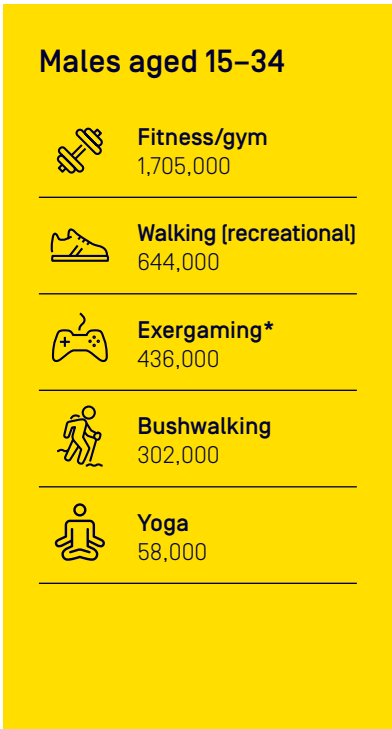 Males aged 15–34
Fitness/gym
1,705,000
Walking (recreational)
644,000
Exergaming*
436,000
Bushwalking
302,000
Yoga
58,000